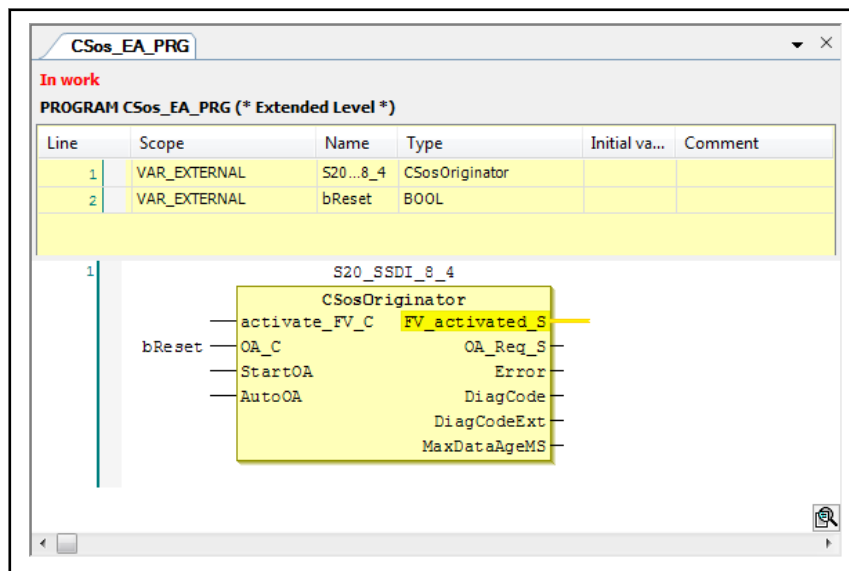 CSos_EA_PRG
In work
PROGRAM CSos_EA_PRG (* Extended Level *)
Line Scope Name Type Initial va... Comment
1 VAR_EXTERNAL S20...8_4 CSosOriginator
2 VAR_EXTERNAL bReset BOOL
1 S20_SSDI_8_4
CSosOriginator
activate_FV_C FV_activated_S
bReset OA_C OA_Req_S
StartOA Error
AutoOA DiagCode
DiagCodeExt
MaxDataAgeMS